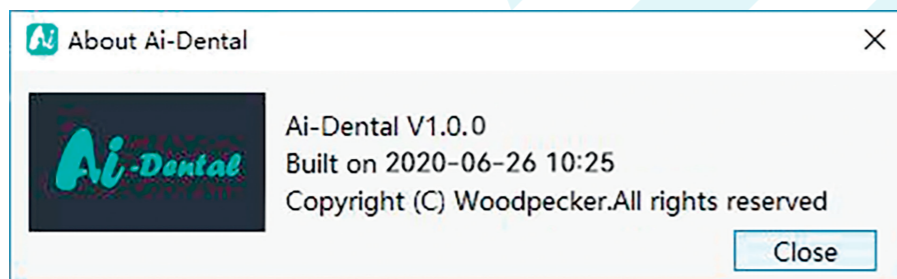 Ai About Ai-Dental
Ai-Dental
Ai-Dental V1.0.0
Built on 2020-06-26 10:25
Copyright (C) Woodpecker.All rights reserved
Close